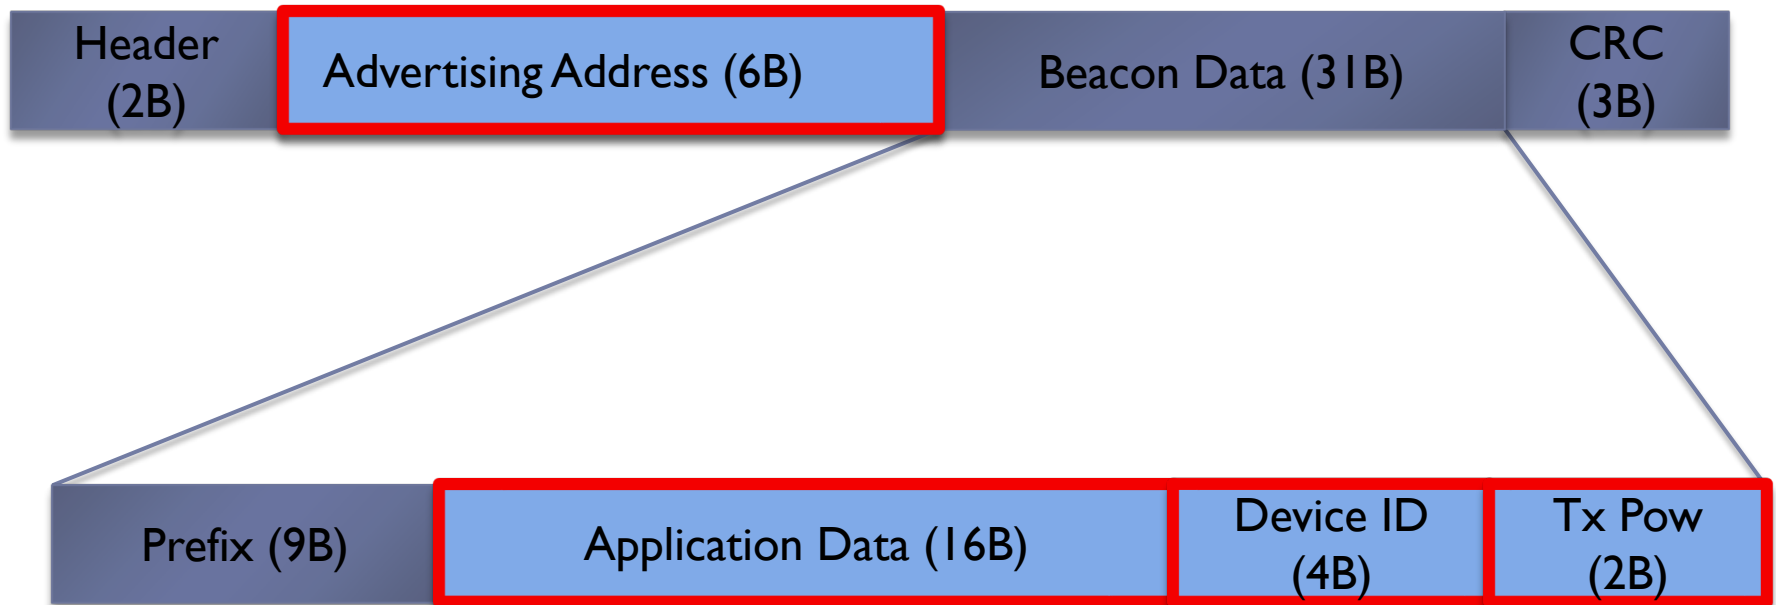 Header
(2B)
Advertising Address (6B)
Beacon Data (31B)
CRC
(3B)
Prefix (9B)
Application Data (16B)
Device ID
(4B)
Tx Pow
(2B)